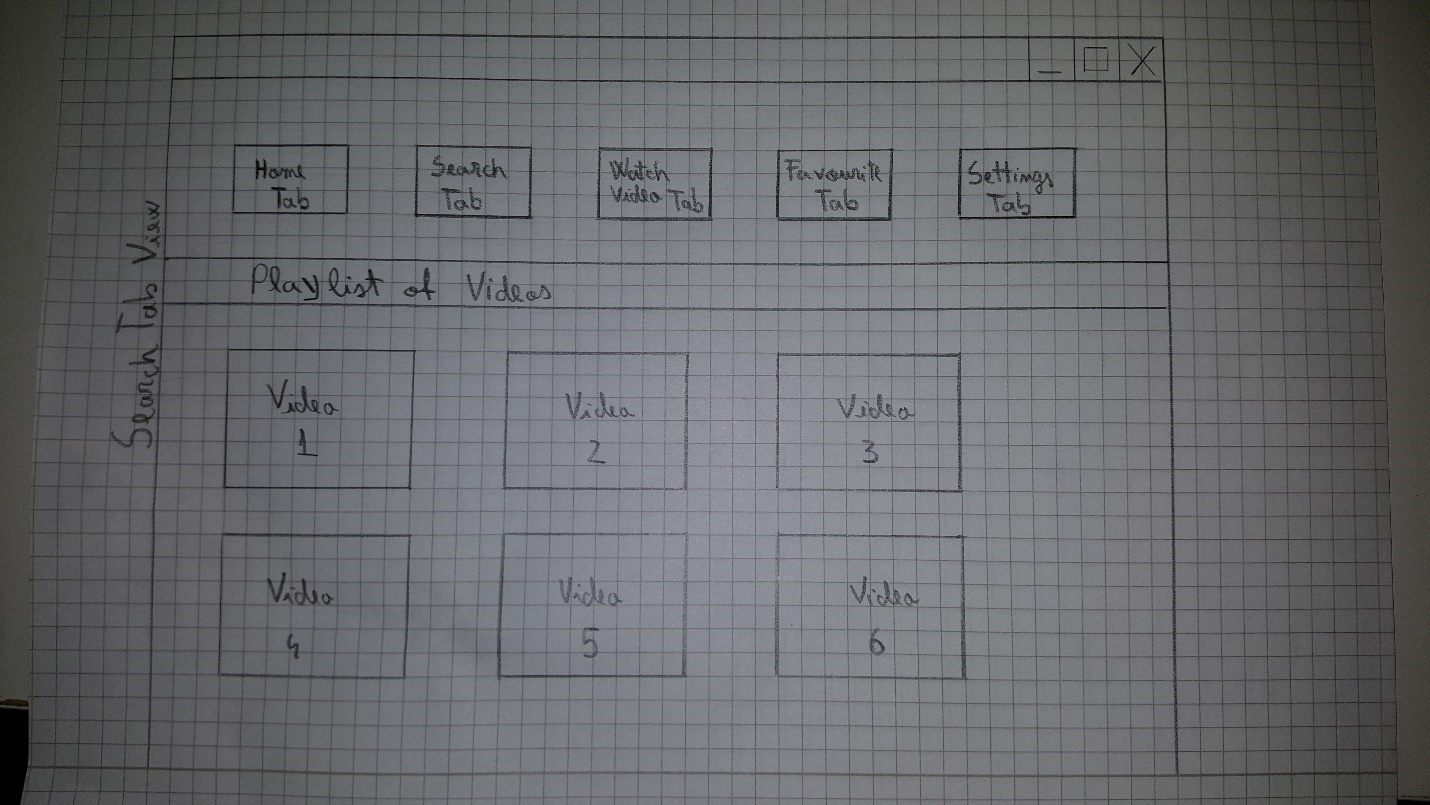 Home
Tab
Search
Tab
Watch
Video Tab
Favourite
Tab
Settings
Tab
Search Tab View
Playlist of Videos
Video
1
Video
2
Video
3
Video
4
Video
5
Video
6